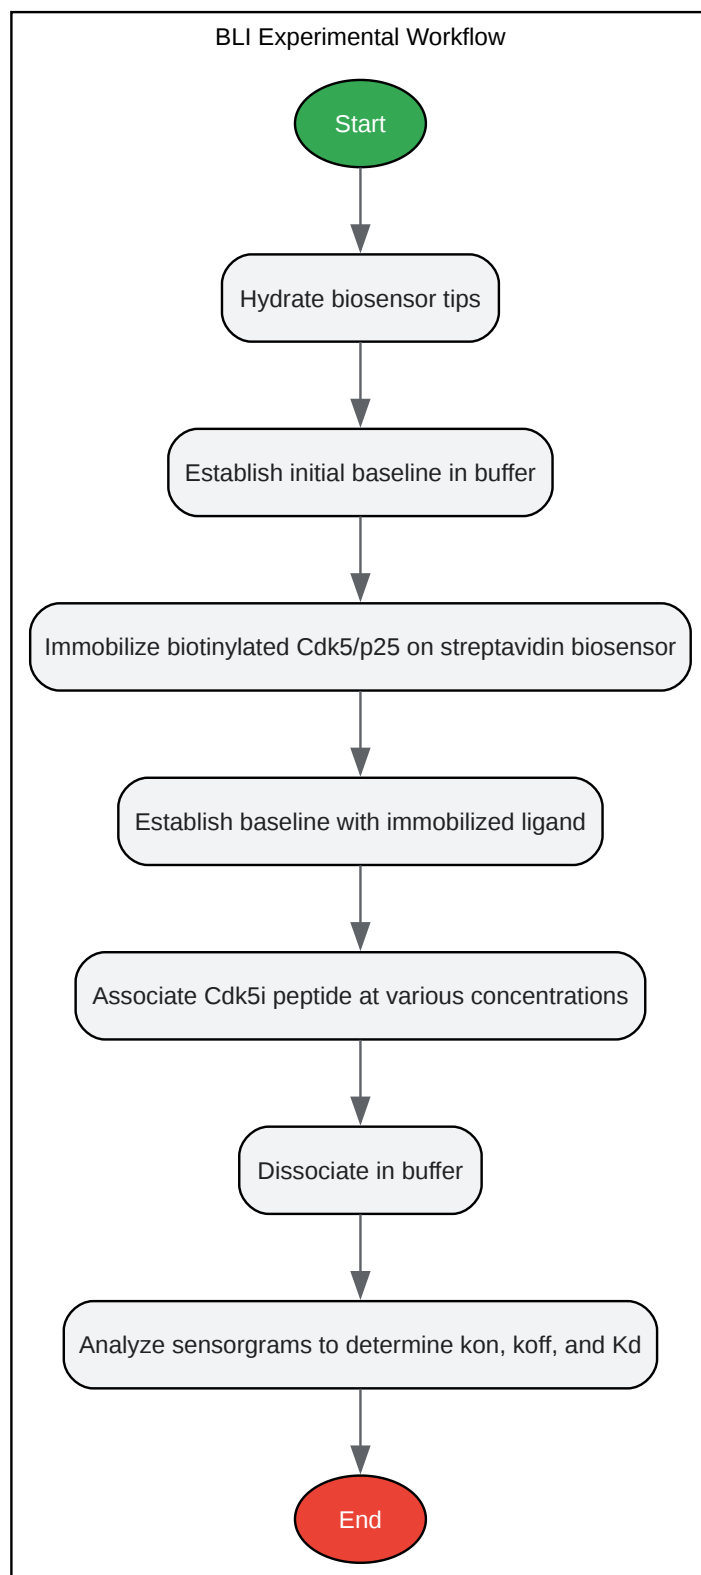 BLI Experimental Workflow
Start
Hydrate biosensor tips
Establish initial baseline in buffer
Immobilize biotinylated Cdk5/p25 on streptavidin biosensor
Establish baseline with immobilized ligand
Associate Cdk5i peptide at various concentrations
Dissociate in buffer
Analyze sensorgrams to determine kon, koff, and Kd
End